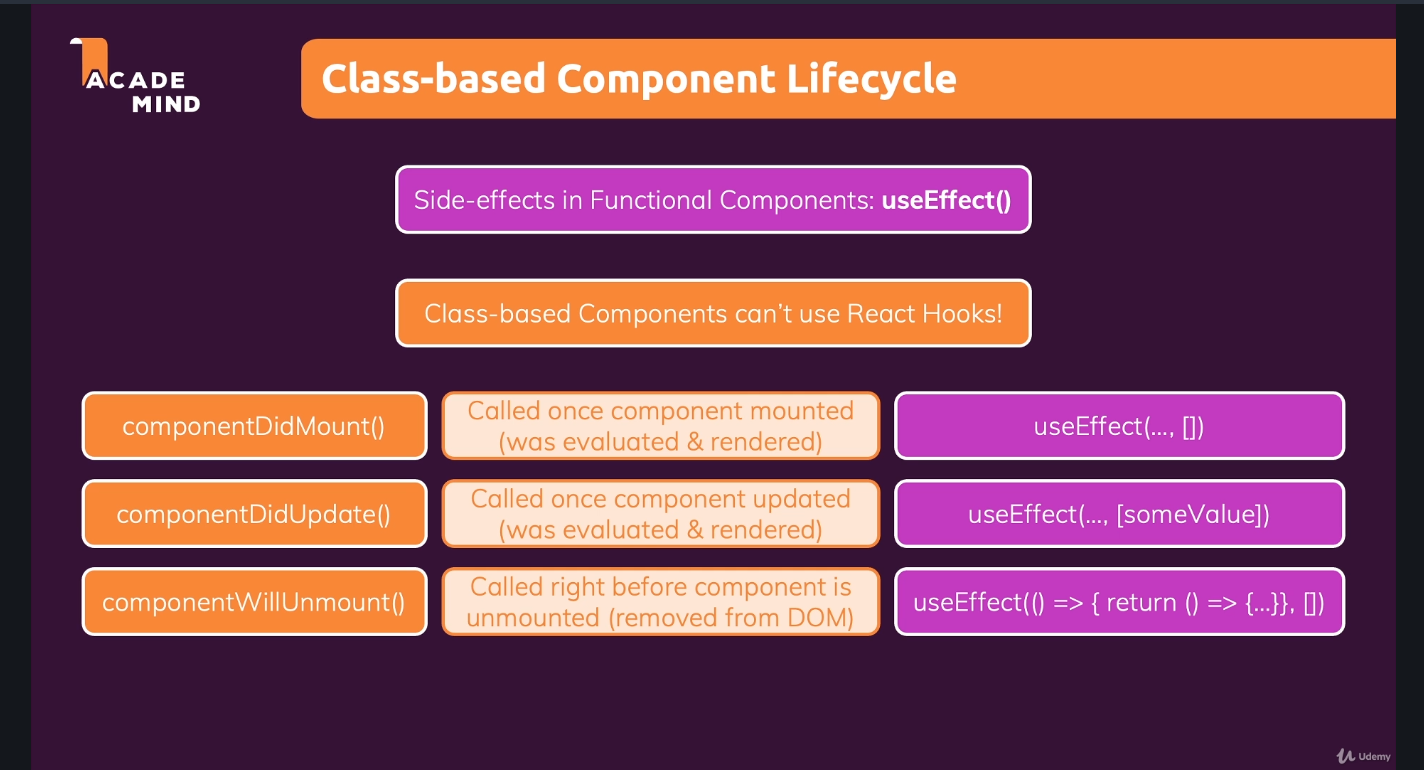 ACADE
MIND
Class-based Component Lifecycle
Side-effects in Functional Components: useEffect()
Class-based Components can’t use React Hooks!
componentDidMount()
Called once component mounted
(was evaluated & rendered)
useEffect(…, [])
componentDidUpdate()
Called once component updated
(was evaluated & rendered)
useEffect(…, [someValue])
componentWillUnmount()
Called right before component is
unmounted (removed from DOM)
useEffect(() => { return () => {…}}, [])
Udemy